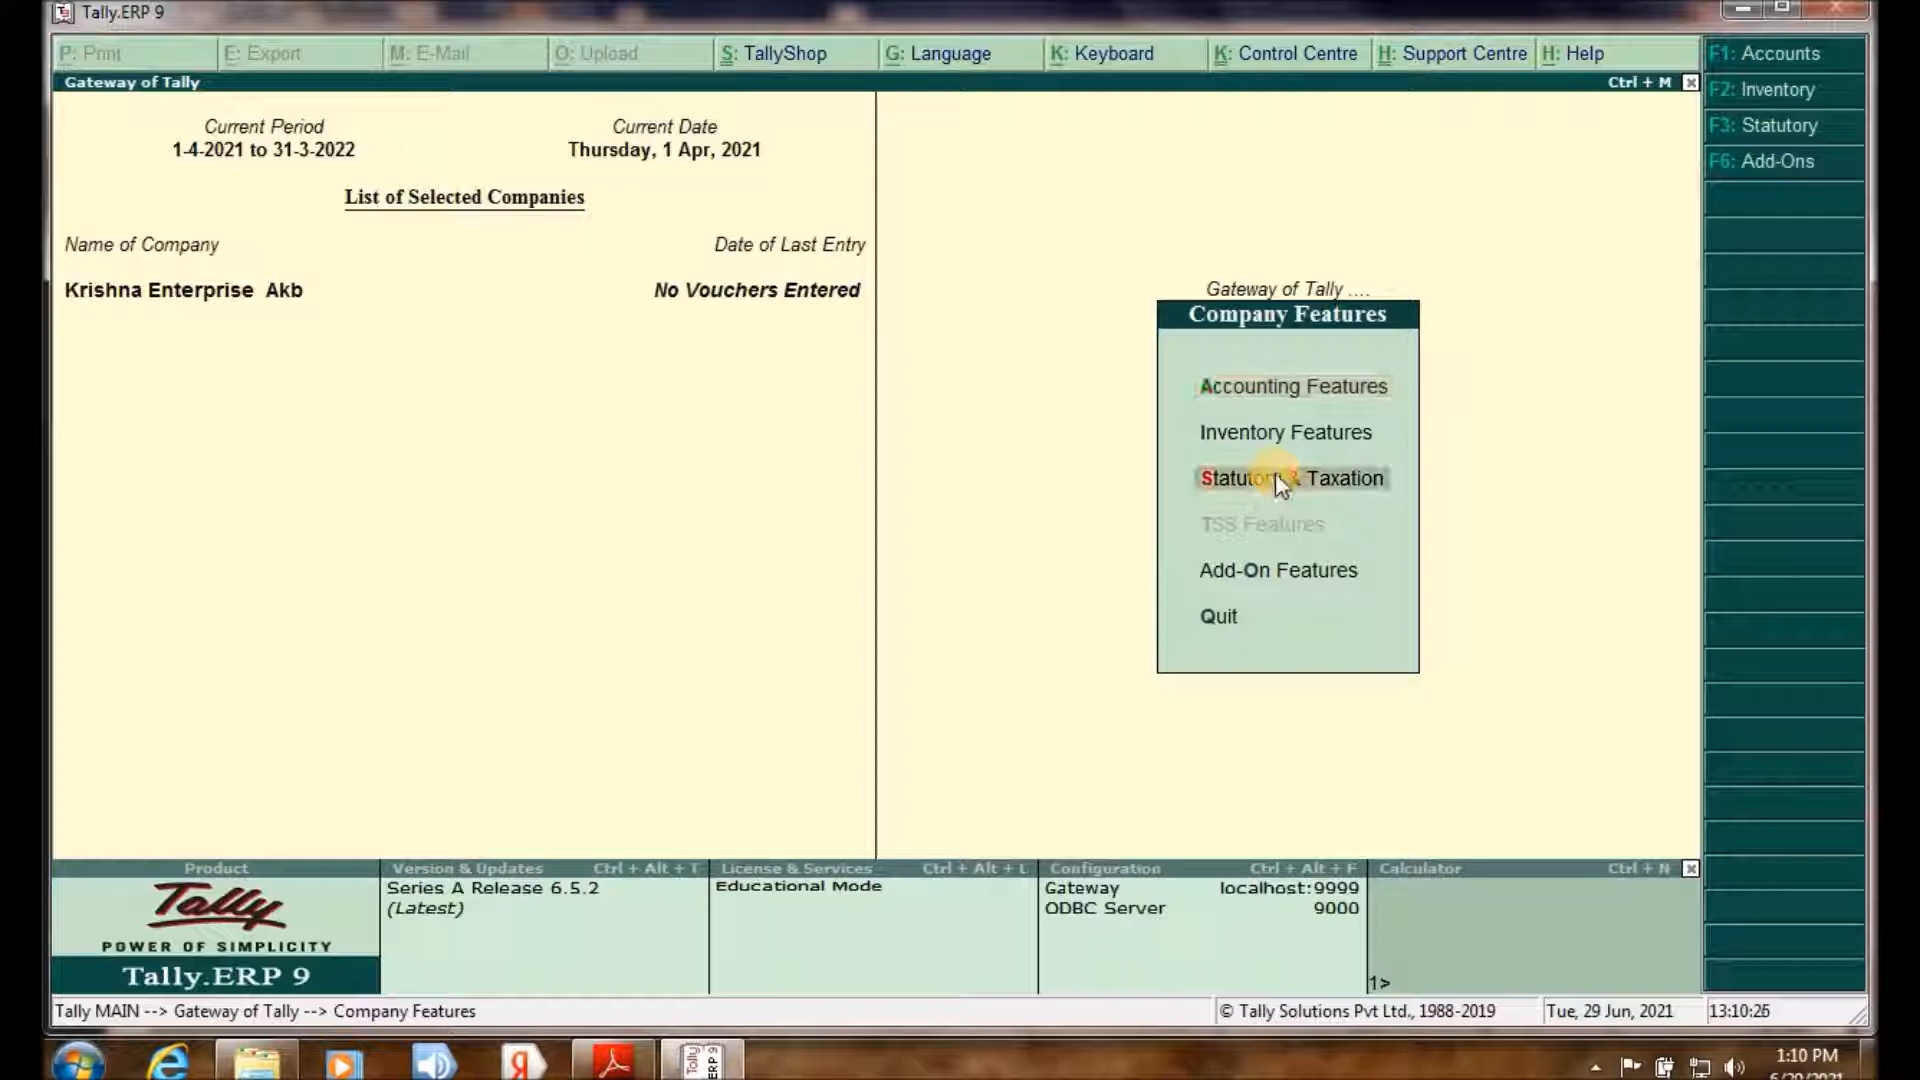 Tally.ERP 9
P: Print
E: Export
M: E-Mail
O: Upload
S: TallyShop
G: Language
K: Keyboard
K: Control Centre
H: Support Centre
H: Help
F1: Accounts
F2: Inventory
F3: Statutory
F6: Add-Ons
Gateway of Tally
Ctrl + M
Current Period
1-4-2021 to 31-3-2022
Current Date
Thursday, 1 Apr, 2021
List of Selected Companies
Name of Company
Date of Last Entry
Krishna Enterprise Akb
No Vouchers Entered
Gateway of Tally ....
Company Features
Accounting Features
Inventory Features
Statutory & Taxation
TSS Features
Add-On Features
Quit
Product
Tally
POWER OF SIMPLICITY
Tally.ERP 9
Version & Updates
Ctrl + Alt + T
Series A Release 6.5.2
(Latest)
License & Services
Ctrl + Alt + L
Educational Mode
Configuration
Ctrl + Alt + F
Gateway
localhost:9999
ODBC Server
9000
Calculator
Ctrl + N
1>
Tally MAIN --> Gateway of Tally --> Company Features
© Tally Solutions Pvt Ltd., 1988-2019
Tue, 29 Jun, 2021
13:10:26
Я
Tally
ERP 9
1:10 PM